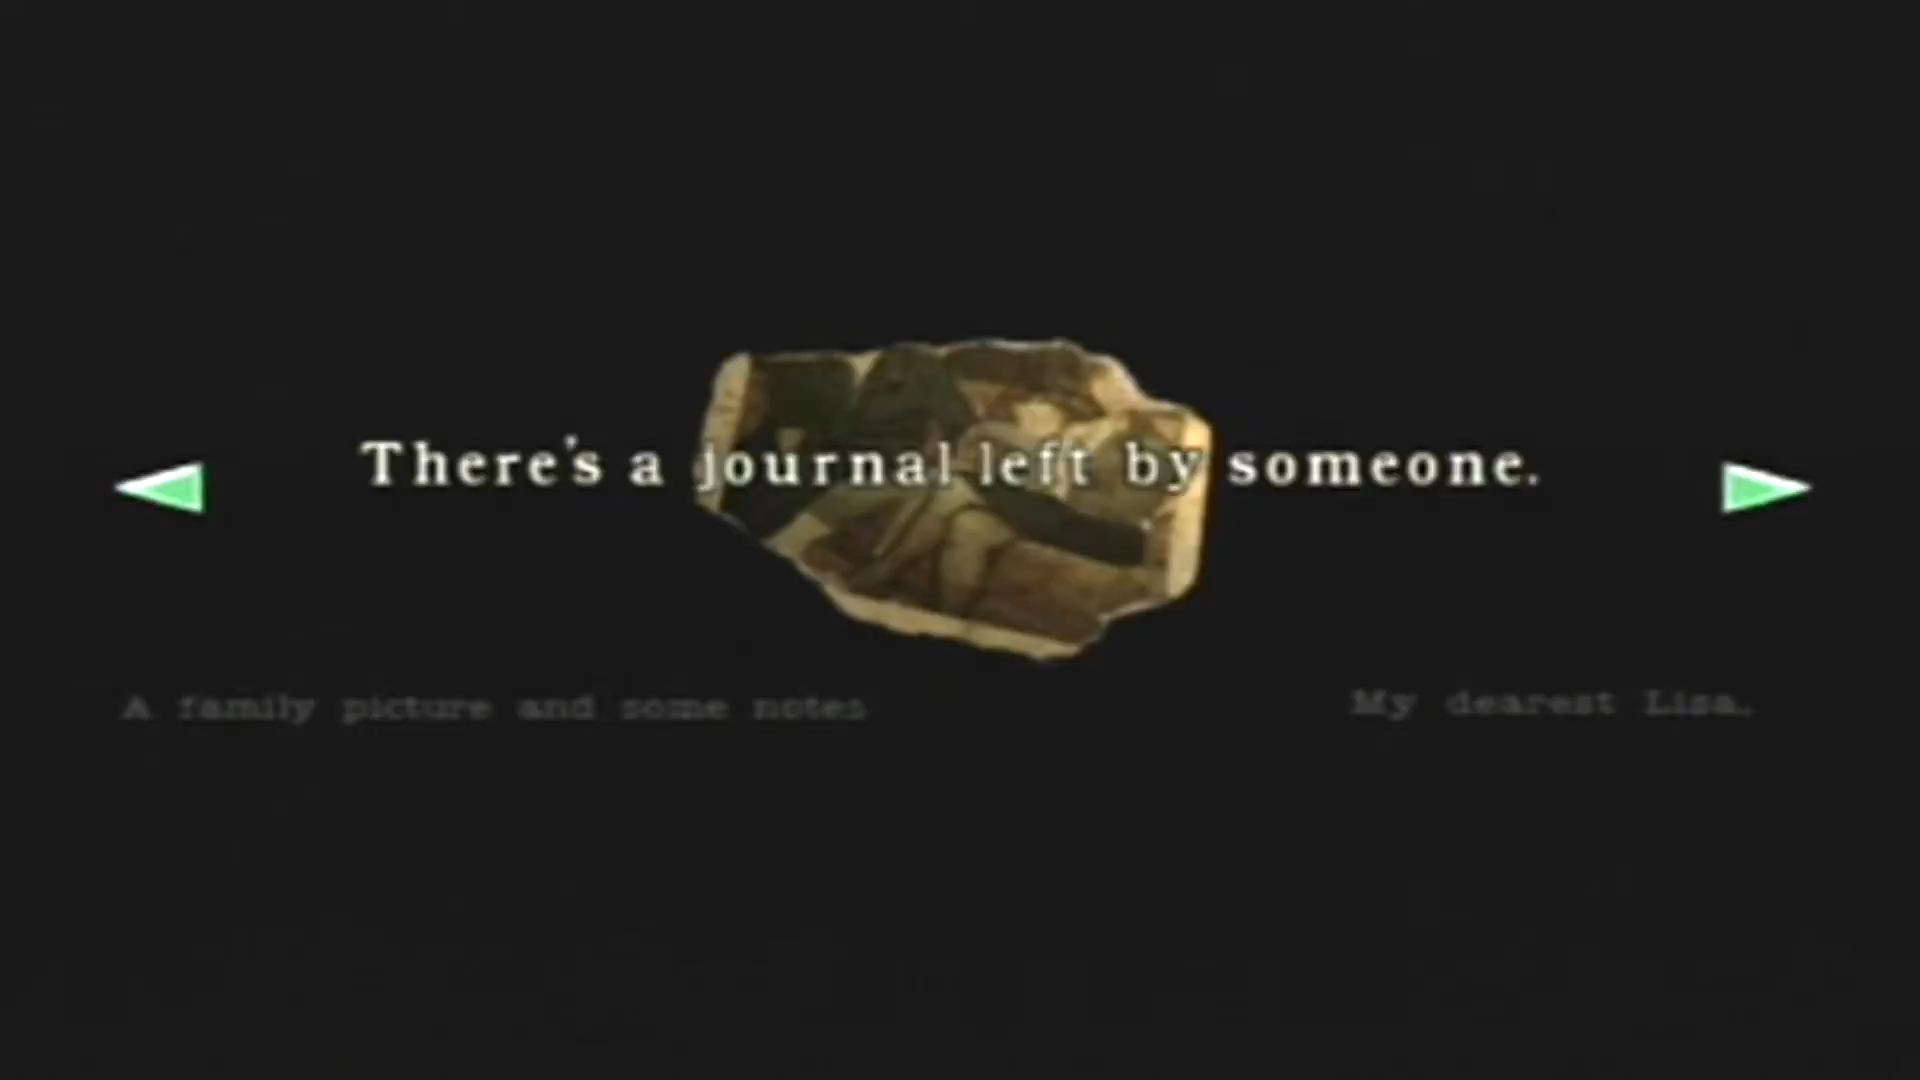 There's a journal left by someone.
A family picture and some notes
My dearest Lisa.